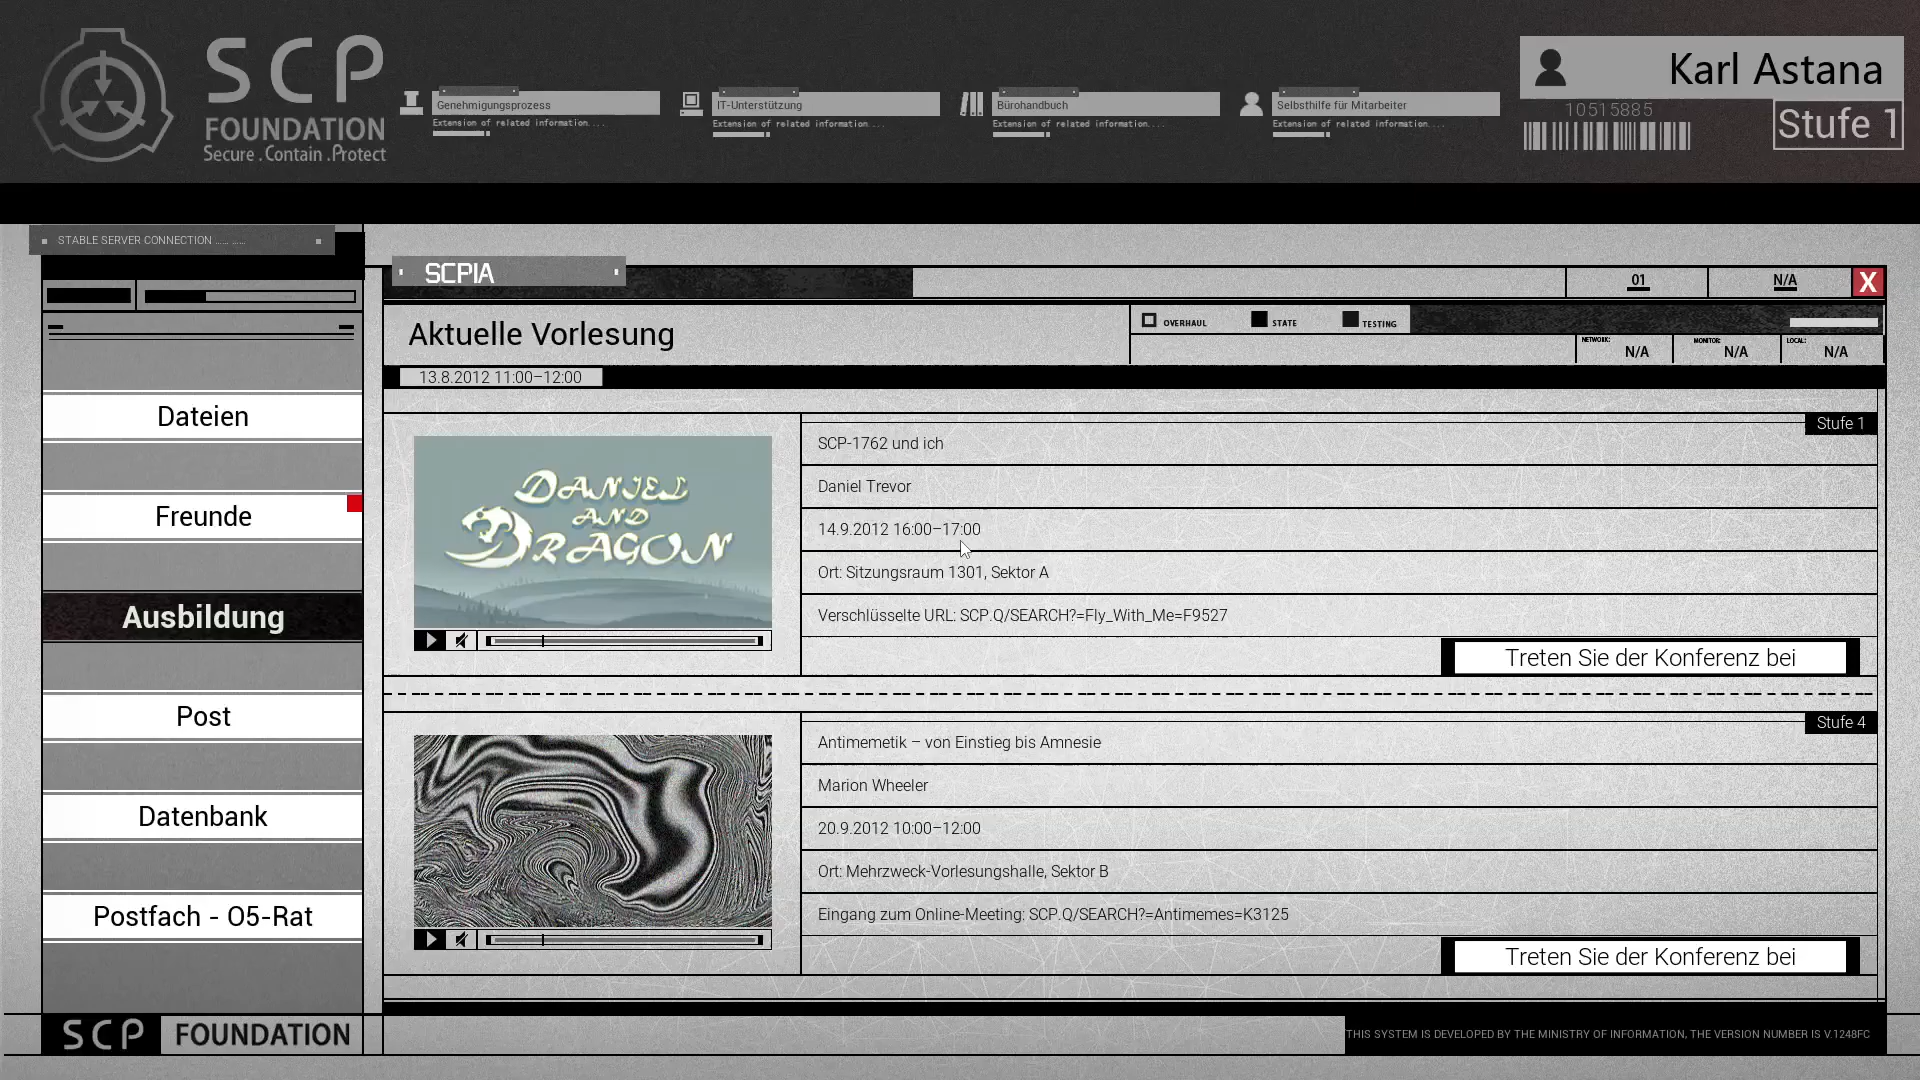 SCP
FOUNDATION
Secure . Contain . Protect
Genehmigungsprozess
Extension of related information....
IT-Unterstützung
Extension of related information....
Bürohandbuch
Extension of related information....
Selbsthilfe für Mitarbeiter
Extension of related information....
Karl Astana
10515885
Stufe 1
STABLE SERVER CONNECTION ...... ......
SCPIA
01
N/A
X
Aktuelle Vorlesung
OVERHAUL
STATE
TESTING
NETWORK:
N/A
MONITOR:
N/A
LOCAL:
N/A
13.8.2012 11:00–12:00
Dateien
Freunde
Ausbildung
Post
Datenbank
Postfach - O5-Rat
DANIEL
AND
DRAGON
Stufe 1
SCP-1762 und ich
Daniel Trevor
14.9.2012 16:00–17:00
Ort: Sitzungsraum 1301, Sektor A
Verschlüsselte URL: SCP.Q/SEARCH?=Fly_With_Me=F9527
Treten Sie der Konferenz bei
Stufe 4
Antimemetik – von Einstieg bis Amnesie
Marion Wheeler
20.9.2012 10:00–12:00
Ort: Mehrzweck-Vorlesungshalle, Sektor B
Eingang zum Online-Meeting: SCP.Q/SEARCH?=Antimemes=K3125
Treten Sie der Konferenz bei
SCP FOUNDATION
THIS SYSTEM IS DEVELOPED BY THE MINISTRY OF INFORMATION, THE VERSION NUMBER IS V.1248FC